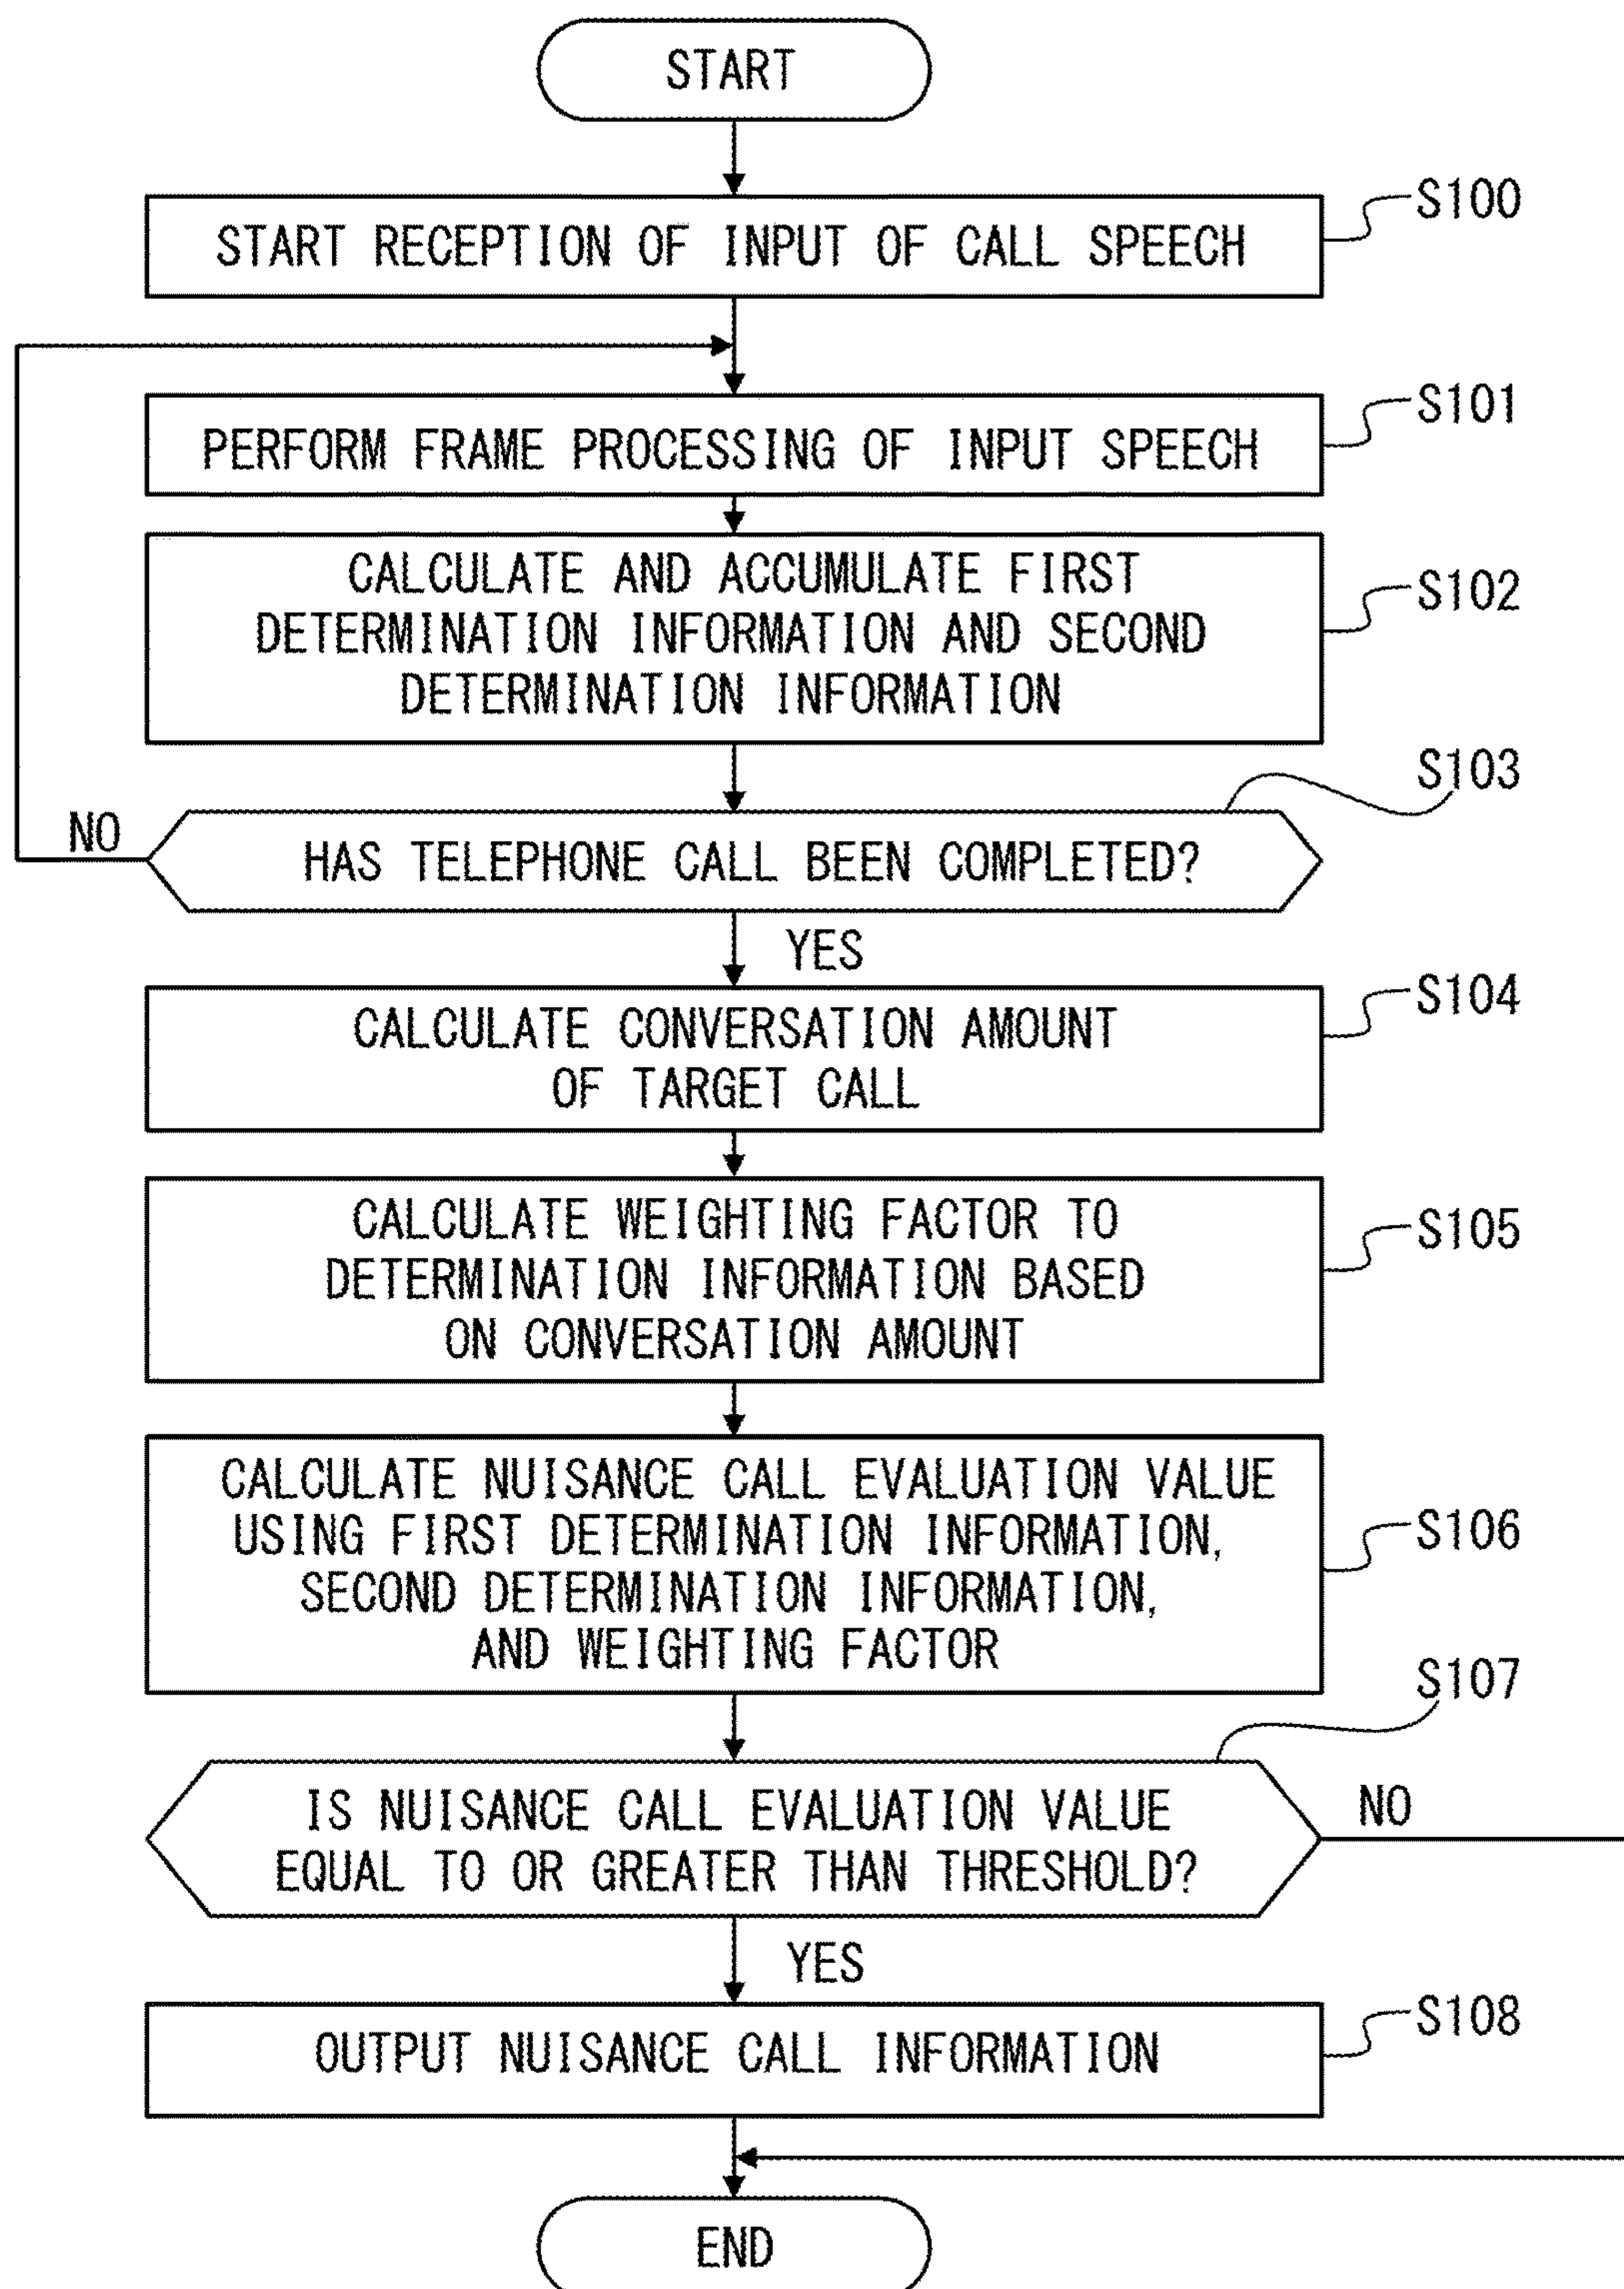 START
S100
START RECEPTION OF INPUT OF CALL SPEECH
S101
PERFORM FRAME PROCESSING OF INPUT SPEECH
CALCULATE AND ACCUMULATE FIRST
S102
DETERMINATION INFORMATION AND SECOND
DETERMINATION INFORMATION
S103
NO
HAS TELEPHONE CALL BEEN COMPLETED?
YES
S104
CALCULATE CONVERSATION AMOUNT
OF TARGET CALL
CALCULATE WEIGHTING FACTOR TO
S105
DETERMINATION INFORMATION BASED
ON CONVERSATION AMOUNT
CALCULATE NUISANCE CALL EVALUATION VALUE
S106
USING FIRST DETERMINATION INFORMATION,
SECOND DETERMINATION INFORMATION,
AND WEIGHTING FACTOR
S107
IS NUISANCE CALL EVALUATION VALUE
NO
EQUAL TO OR GREATER THAN THRESHOLD?
YES
S108
OUTPUT NUISANCE CALL INFORMATION
END